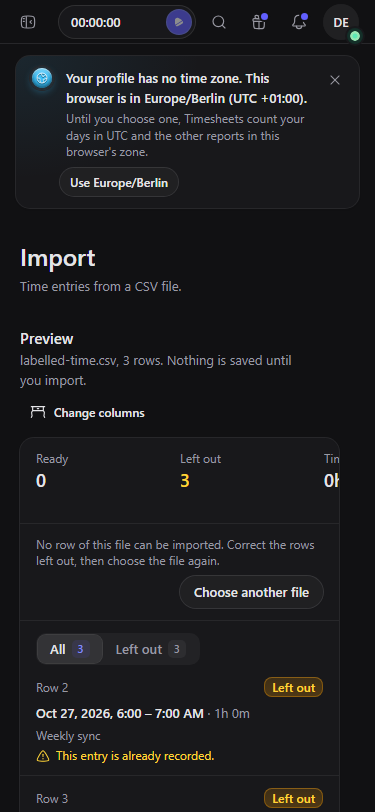 00:00:00
DE
Your profile has no time zone. This
browser is in Europe/Berlin (UTC +01:00).
Until you choose one, Timesheets count your
days in UTC and the other reports in this
browser's zone.
Use Europe/Berlin
Import
Time entries from a CSV file.
Preview
labelled-time.csv, 3 rows. Nothing is saved until
you import.
Change columns
Ready
Left out
0
3
No row of this file can be imported. Correct the rows
left out, then choose the file again.
Choose another file
All 3
Left out 3
Row 2
Left out
Oct 27, 2026, 6:00 – 7:00 AM · 1h 0m
Weekly sync
This entry is already recorded.
Row 3
Left out